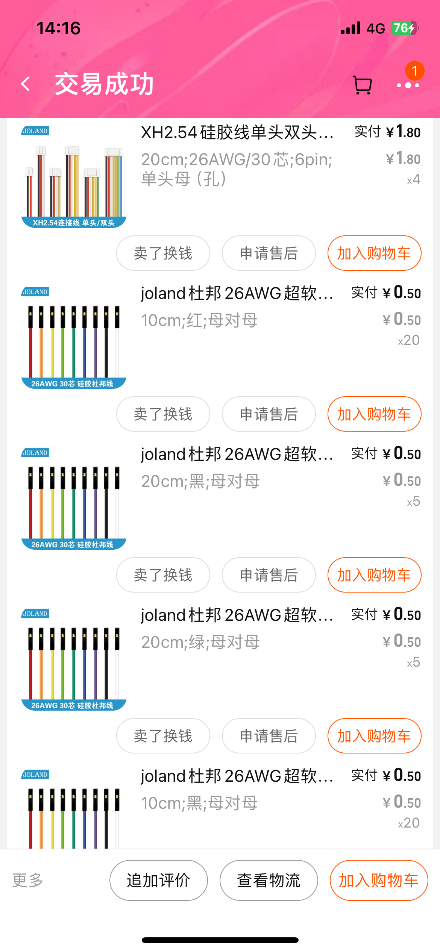 14:16
4G
76
交易成功
1
JOLAND
XH2.54连接线 单头/双头
XH2.54硅胶线单头双头...
实付 ¥1.80
20cm;26AWG/30芯;6pin;
¥1.80
单头母（孔）
x4
卖了换钱
申请售后
加入购物车
JOLAND
26AWG 30芯 硅胶杜邦线
joland杜邦26AWG超软...
实付 ¥0.50
10cm;红;母对母
¥0.50
x20
卖了换钱
申请售后
加入购物车
JOLAND
26AWG 30芯 硅胶杜邦线
joland杜邦26AWG超软...
实付 ¥0.50
20cm;黑;母对母
¥0.50
x5
卖了换钱
申请售后
加入购物车
JOLAND
26AWG 30芯 硅胶杜邦线
joland杜邦26AWG超软...
实付 ¥0.50
20cm;绿;母对母
¥0.50
x5
卖了换钱
申请售后
加入购物车
JOLAND
joland杜邦26AWG超软...
实付 ¥0.50
10cm;黑;母对母
¥0.50
x20
更多
追加评价
查看物流
加入购物车